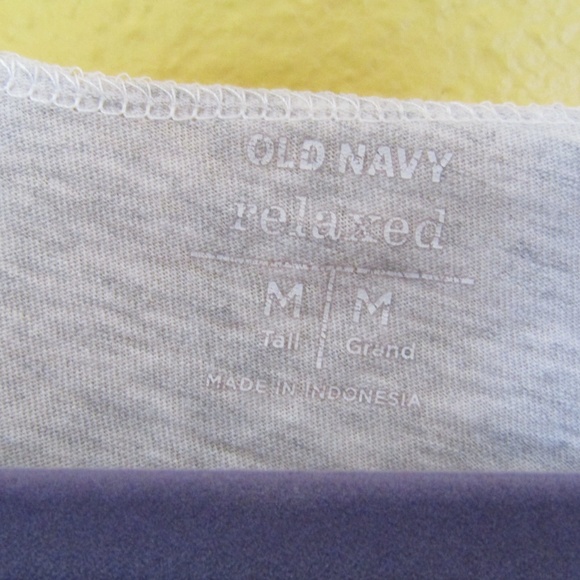 OLD NAVY
relaxed
M | M
Tall | Grand
MADE IN INDONESIA